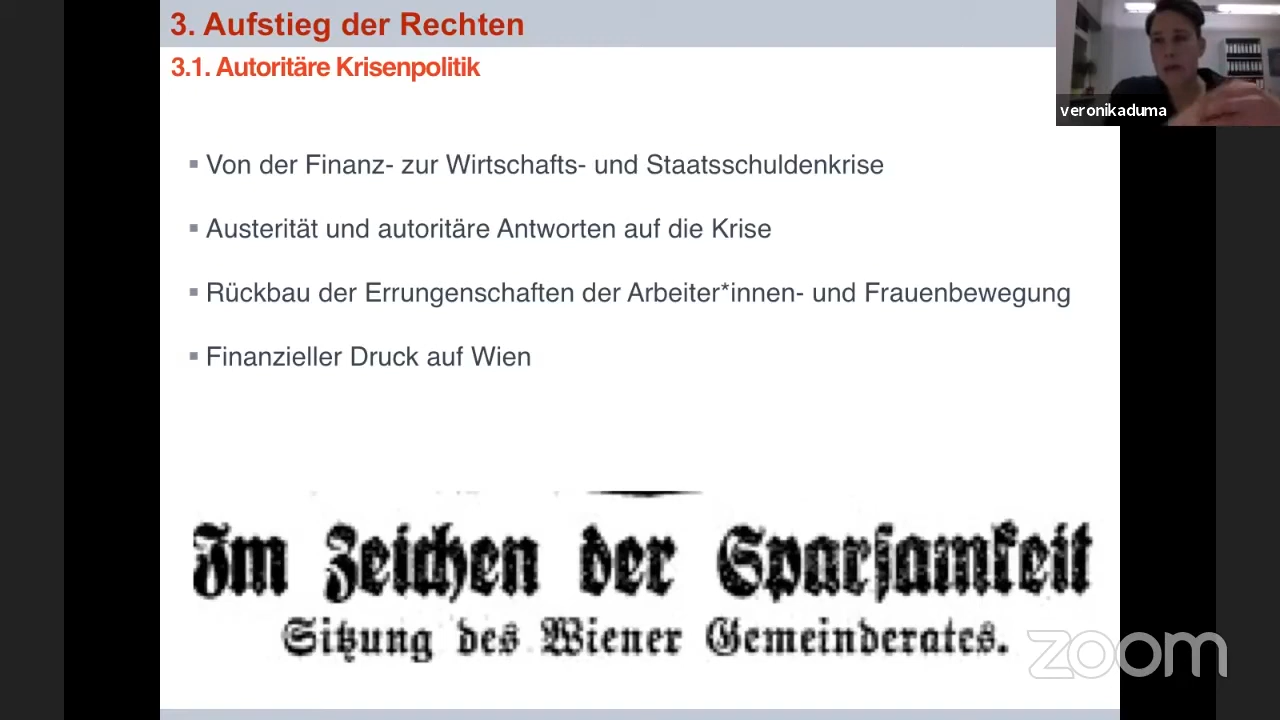 3. Aufstieg der Rechten
3.1. Autoritäre Krisenpolitik
veronikaduma
▪ Von der Finanz- zur Wirtschafts- und Staatsschuldenkrise
▪ Austerität und autoritäre Antworten auf die Krise
▪ Rückbau der Errungenschaften der Arbeiter*innen- und Frauenbewegung
▪ Finanzieller Druck auf Wien
Im Zeichen der Sparsamkeit
Sitzung des Wiener Gemeinderates.
zoom